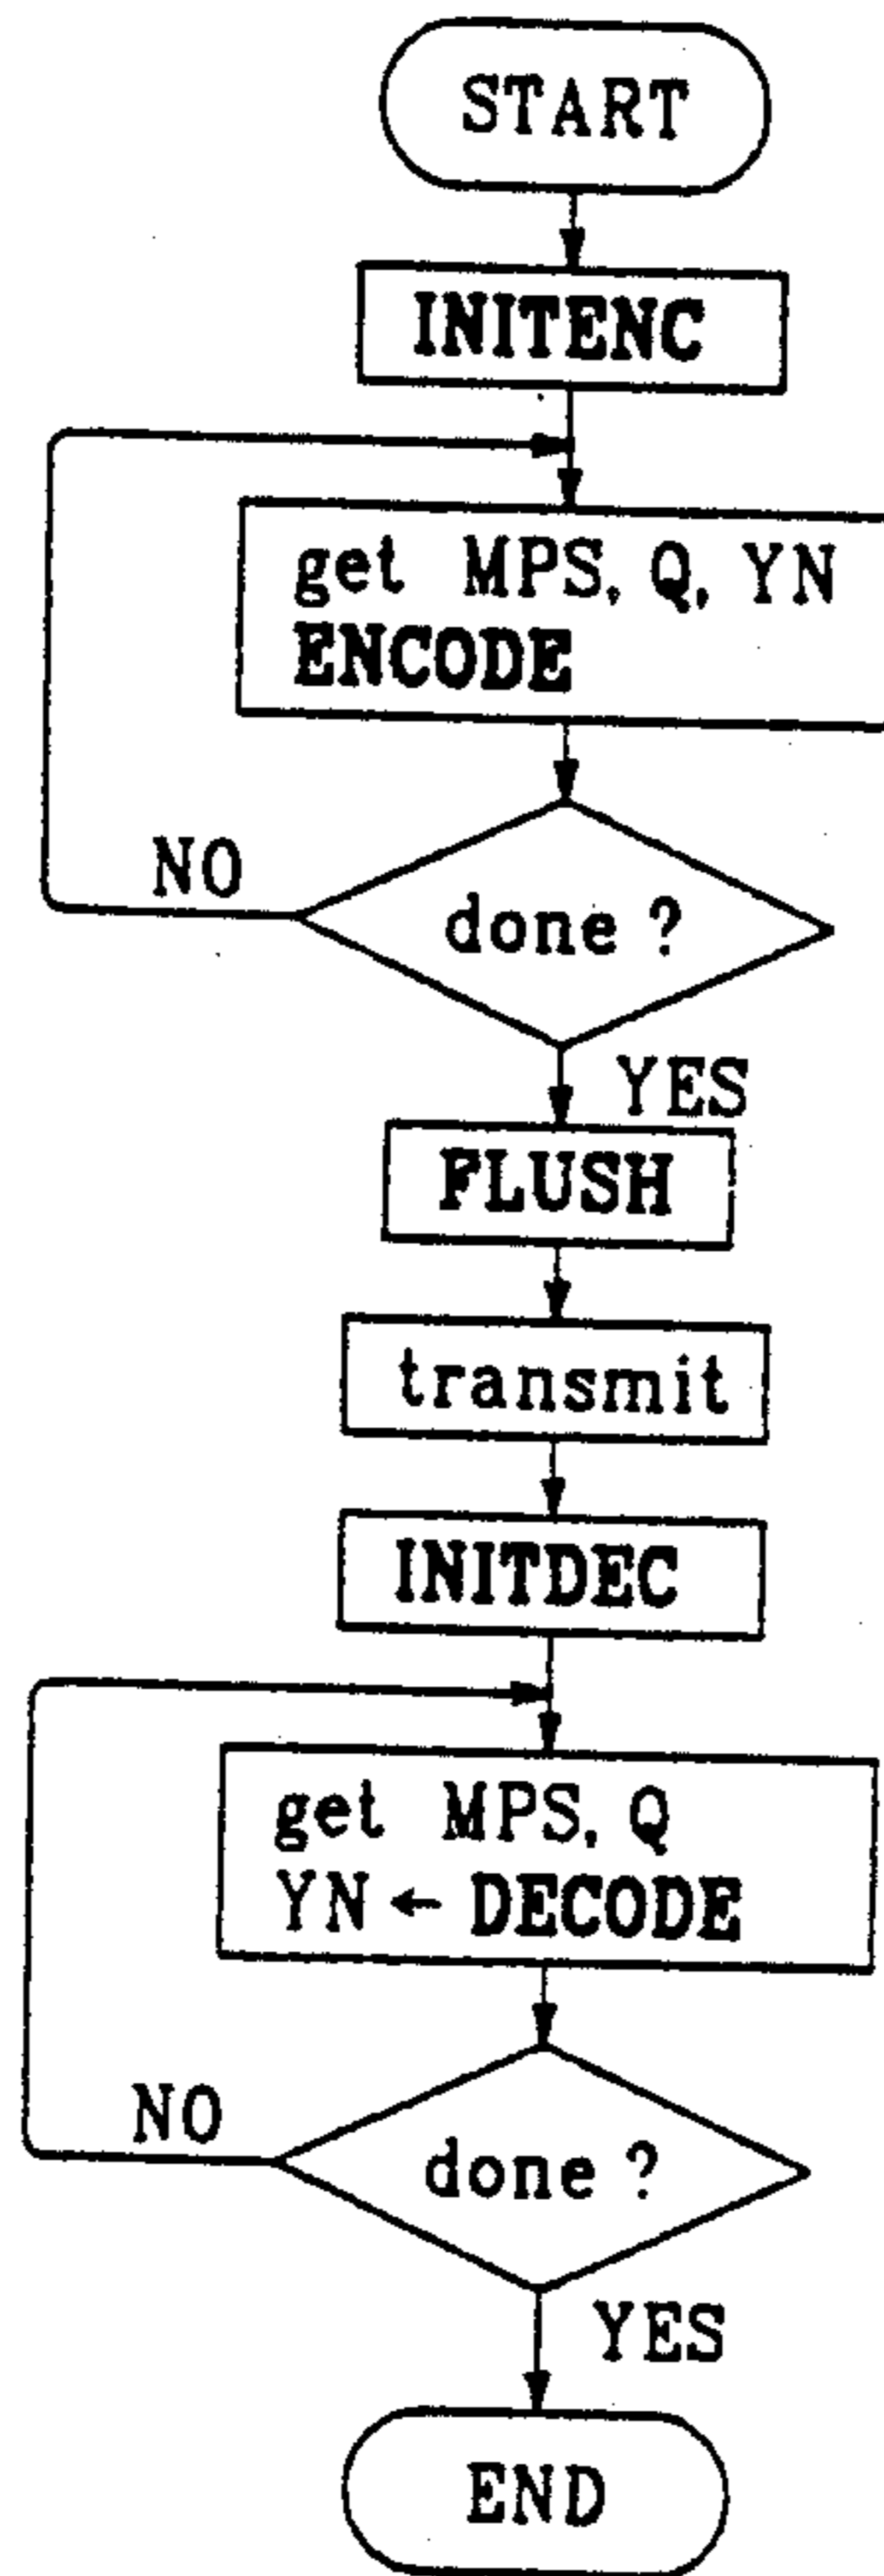 START
INITENC
get MPS, Q, YN
ENCODE
NO
done ?
YES
FLUSH
transmit
INITDEC
get MPS, Q
YN ← DECODE
NO
done ?
YES
END